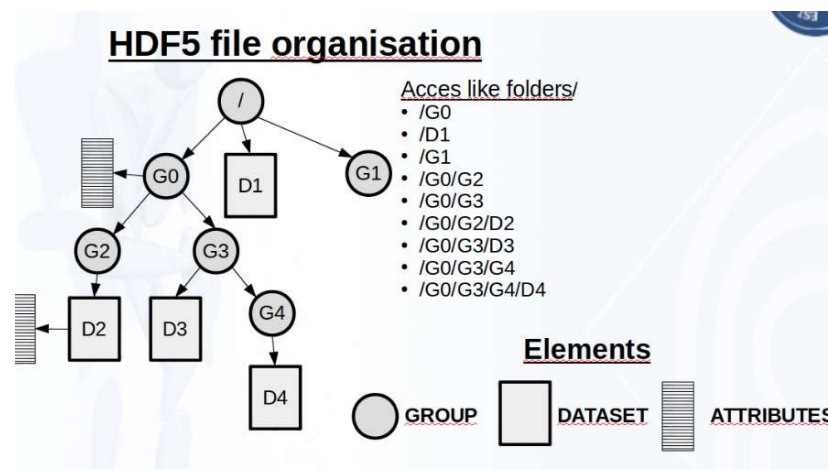 HDF5 file organisation
/
G0
D1
G1
G2
G3
D2
D3
G4
D4
Acces like folders/
• /G0
• /D1
• /G1
• /G0/G2
• /G0/G3
• /G0/G2/D2
• /G0/G3/D3
• /G0/G3/G4
• /G0/G3/G4/D4
Elements
GROUP
DATASET
ATTRIBUTES